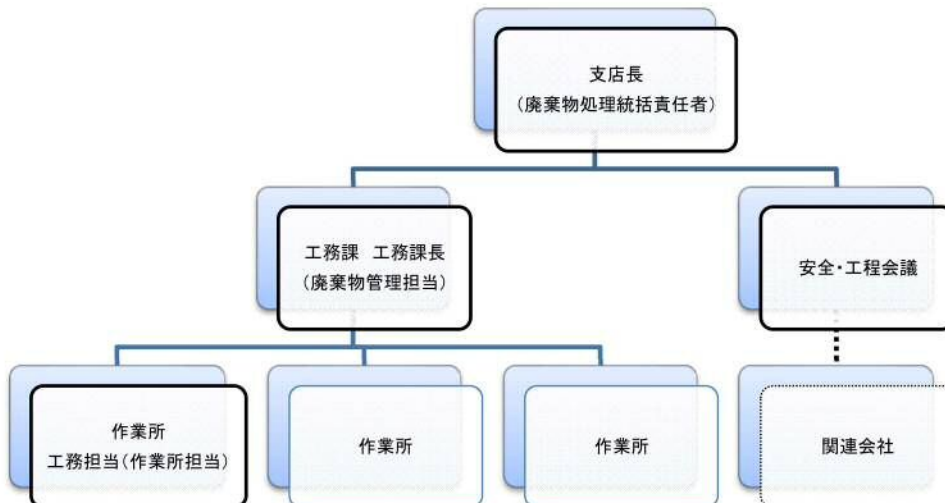 支店長
(廃棄物処理統括責任者)
工務課　工務課長
(廃棄物管理担当)
安全・工程会議
作業所
工務担当(作業所担当)
作業所
作業所
関連会社